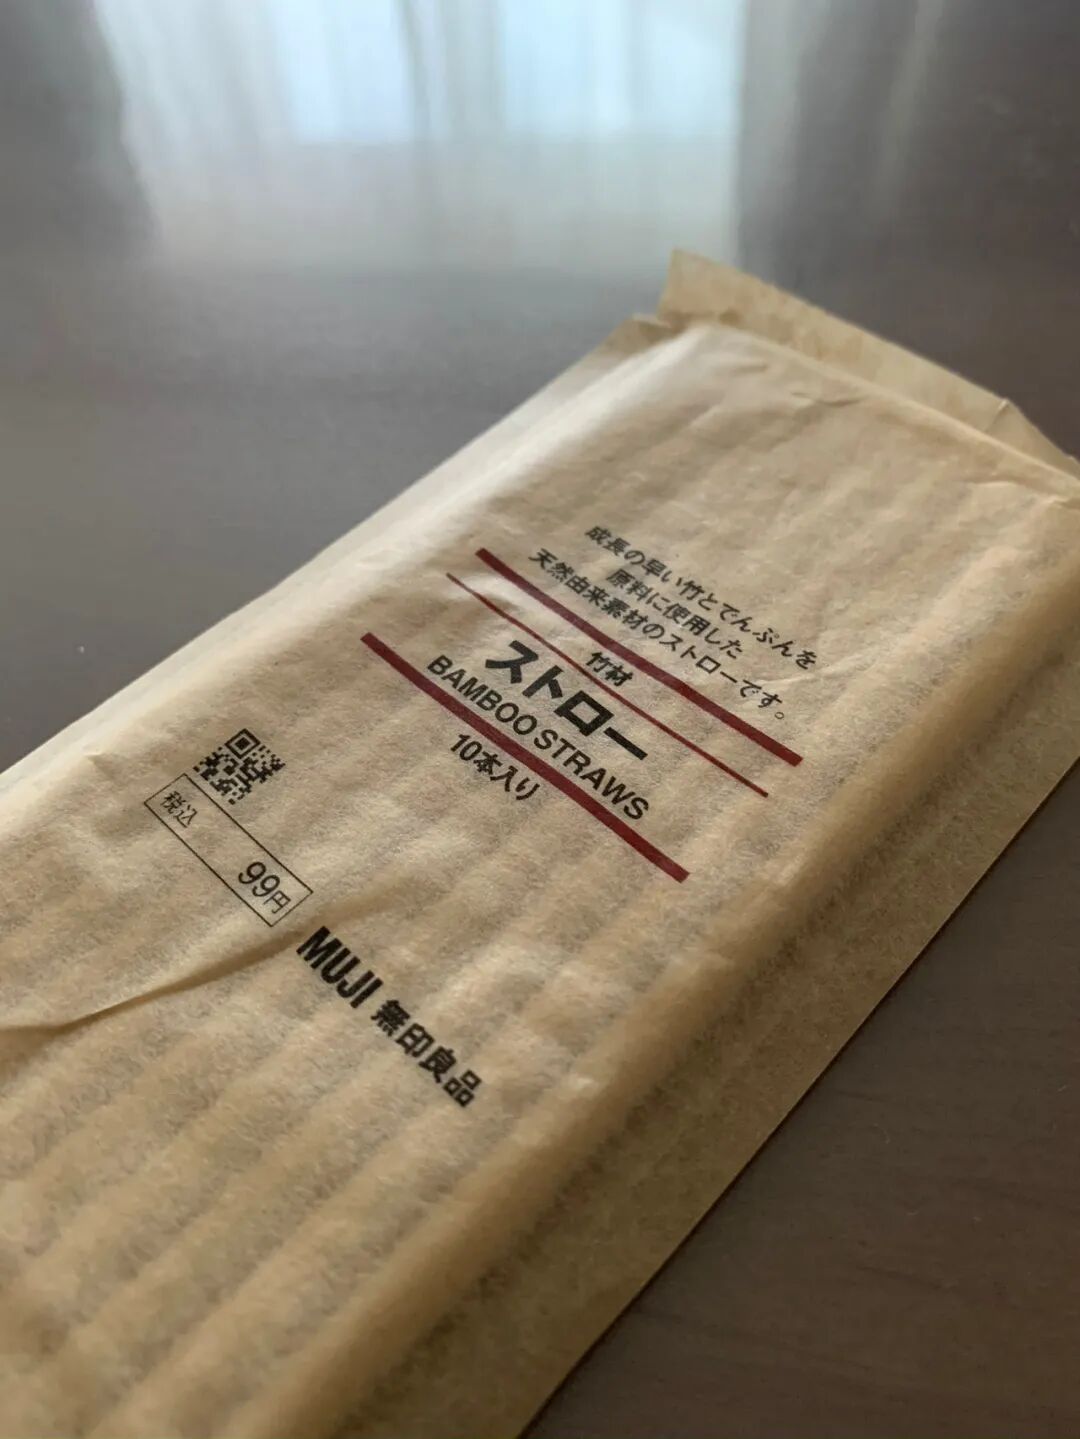 成長の早い竹とでんぷんを
原料に使用した
天然由来素材のストローです。
竹材
ストロー
BAMBOO STRAWS
10本入り
税込
99円
MUJI 無印良品